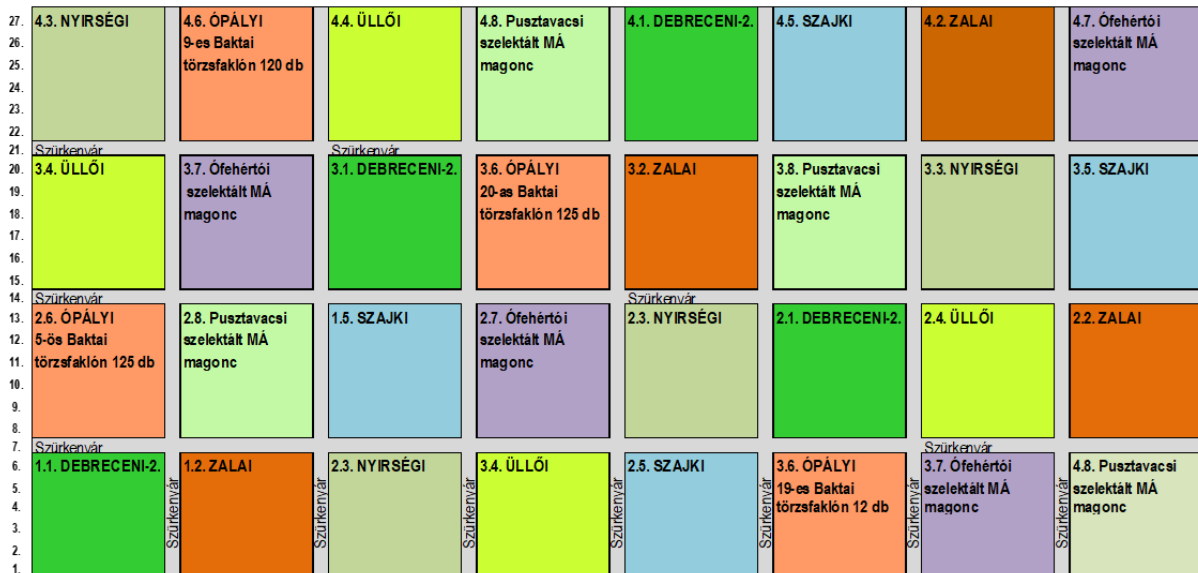 27. 4.3. NYIRSÉGI 4.6. ÓPÁLYI 4.4. ÜLLŐI 4.8. Pusztavacsi 4.1. DEBRECENI-2. 4.5. SZAJKI 4.2. ZALAI 4.7. Ófehértói
26. 9-es Baktai szelektált MÁ szelektált MÁ
25. törzsfaklón 120 db magonc magonc
24.
23.
22.
21. Szürkenyár Szürkenyár
20. 3.4. ÜLLŐI 3.7. Ófehértói 3.1. DEBRECENI-2. 3.6. ÓPÁLYI 3.2. ZALAI 3.8. Pusztavacsi 3.3. NYIRSÉGI 3.5. SZAJKI
19. szelektált MÁ 20-as Baktai szelektált MÁ
18. magonc törzsfaklón 125 db magonc
17.
16.
15.
14. Szürkenyár Szürkenyár
13. 2.6. ÓPÁLYI 2.8. Pusztavacsi 1.5. SZAJKI 2.7. Ófehértói 2.3. NYIRSÉGI 2.1. DEBRECENI-2. 2.4. ÜLLŐI 2.2. ZALAI
12. 5-ös Baktai szelektált MÁ szelektált MÁ
11. törzsfaklón 125 db magonc magonc
10.
9.
8.
7. Szürkenyár Szürkenyár
6. 1.1. DEBRECENI-2. 1.2. ZALAI 2.3. NYIRSÉGI 3.4. ÜLLŐI 2.5. SZAJKI 3.6. ÓPÁLYI 3.7. Ófehértói 4.8. Pusztavacsi
5. 19-es Baktai szelektált MÁ szelektált MÁ
4. törzsfaklón 12 db magonc magonc
3.
2.
1.
Szürkenyár
Szürkenyár
Szürkenyár
Szürkenyár
Szürkenyár
Szürkenyár